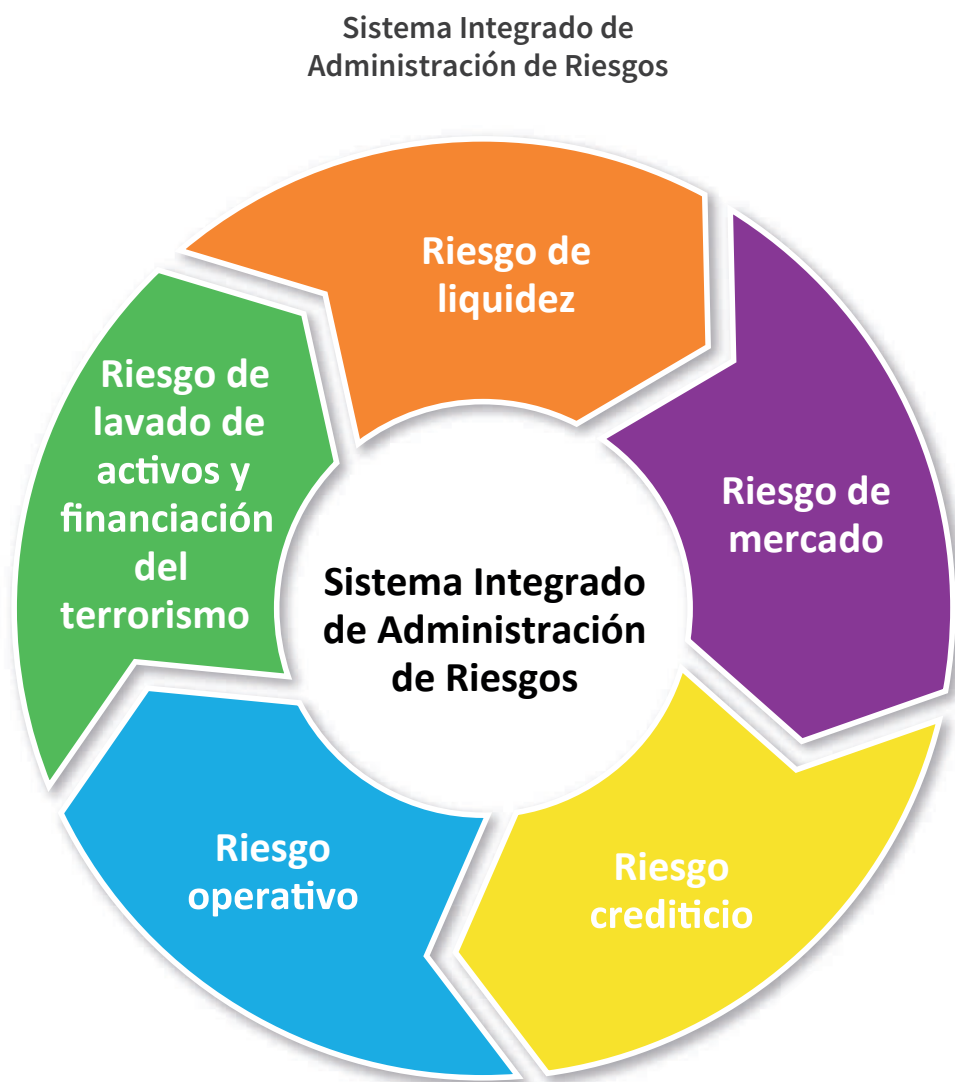 Sistema Integrado de
Administración de Riesgos
Riesgo de
liquidez
Riesgo de
mercado
Riesgo
crediticio
Riesgo
operativo
Riesgo de
lavado de
activos y
financiación
del
terrorismo
Sistema Integrado
de Administración
de Riesgos